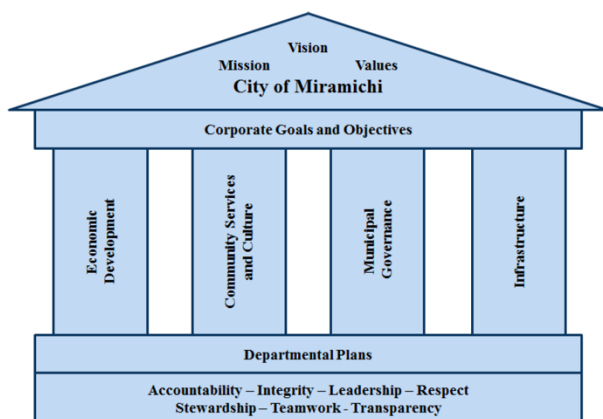 Vision
Mission Values
City of Miramichi
Corporate Goals and Objectives
Economic
Development
Community Services
and Culture
Municipal
Governance
Infrastructure
Departmental Plans
Accountability – Integrity – Leadership – Respect
Stewardship – Teamwork - Transparency